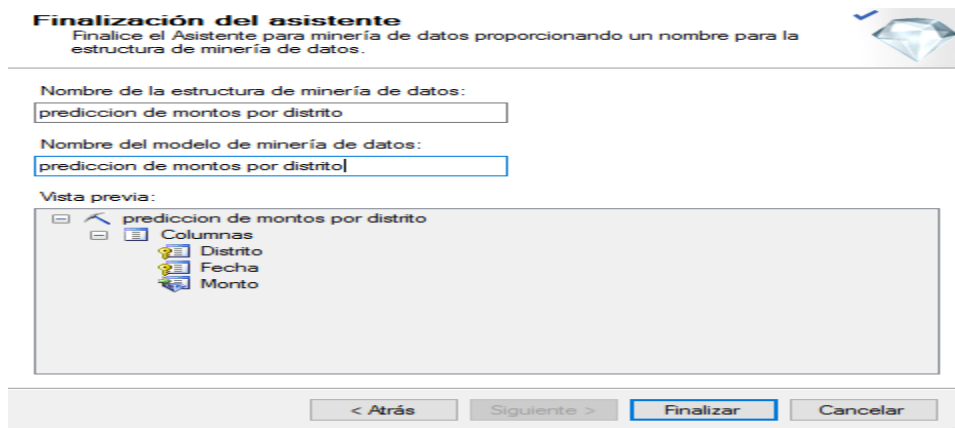 Finalización del asistente
Finalice el Asistente para minería de datos proporcionando un nombre para la
estructura de minería de datos.
Nombre de la estructura de minería de datos:
prediccion de montos por distrito
Nombre del modelo de minería de datos:
prediccion de montos por distrito
Vista previa:
prediccion de montos por distrito
Columnas
Distrito
Fecha
Monto
< Atrás
Siguiente >
Finalizar
Cancelar